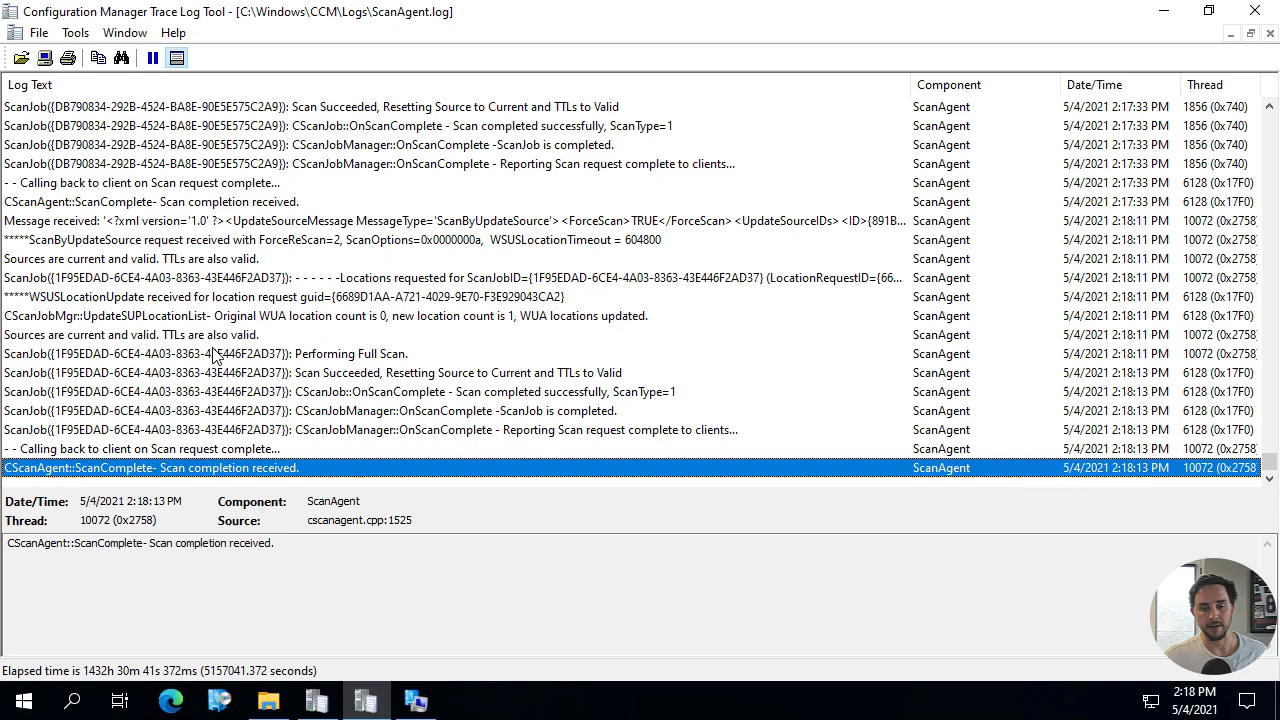 Configuration Manager Trace Log Tool - [C:\Windows\CCM\Logs\ScanAgent.log]
File Tools Window Help
Log Text Component Date/Time Thread
ScanJob({DB790834-292B-4524-BA8E-90E5E575C2A9}): Scan Succeeded, Resetting Source to Current and TTLs to Valid ScanAgent 5/4/2021 2:17:33 PM 1856 (0x740)
ScanJob({DB790834-292B-4524-BA8E-90E5E575C2A9}): CScanJob::OnScanComplete - Scan completed successfully, ScanType=1 ScanAgent 5/4/2021 2:17:33 PM 1856 (0x740)
ScanJob({DB790834-292B-4524-BA8E-90E5E575C2A9}): CScanJobManager::OnScanComplete -ScanJob is completed. ScanAgent 5/4/2021 2:17:33 PM 1856 (0x740)
ScanJob({DB790834-292B-4524-BA8E-90E5E575C2A9}): CScanJobManager::OnScanComplete - Reporting Scan request complete to clients... ScanAgent 5/4/2021 2:17:33 PM 1856 (0x740)
- - Calling back to client on Scan request complete... ScanAgent 5/4/2021 2:17:33 PM 6128 (0x17F0)
CScanAgent::ScanComplete- Scan completion received. ScanAgent 5/4/2021 2:17:33 PM 6128 (0x17F0)
Message received: '<?xml version='1.0' ?><UpdateSourceMessage MessageType='ScanByUpdateSource'> <ForceScan>TRUE</ForceScan> <UpdateSourceIDs> <ID>{891B... ScanAgent 5/4/2021 2:18:11 PM 10072 (0x2758
*****ScanByUpdateSource request received with ForceReScan=2, ScanOptions=0x0000000a, WSUSLocationTimeout = 604800 ScanAgent 5/4/2021 2:18:11 PM 10072 (0x2758
Sources are current and valid. TTLs are also valid. ScanAgent 5/4/2021 2:18:11 PM 10072 (0x2758
ScanJob({1F95EDAD-6CE4-4A03-8363-43E446F2AD37}): - - - - - -Locations requested for ScanJobID={1F95EDAD-6CE4-4A03-8363-43E446F2AD37} (LocationRequestID={66... ScanAgent 5/4/2021 2:18:11 PM 10072 (0x2758
*****WSUSLocationUpdate received for location request guid={6689D1AA-A721-4029-9E70-F3E929043CA2} ScanAgent 5/4/2021 2:18:11 PM 6128 (0x17F0)
CScanJobMgr::UpdateSUPLocationList- Original WUA location count is 0, new location count is 1, WUA locations updated. ScanAgent 5/4/2021 2:18:11 PM 6128 (0x17F0)
Sources are current and valid. TTLs are also valid. ScanAgent 5/4/2021 2:18:11 PM 10072 (0x2758
ScanJob({1F95EDAD-6CE4-4A03-8363-43E446F2AD37}): Performing Full Scan. ScanAgent 5/4/2021 2:18:11 PM 10072 (0x2758
ScanJob({1F95EDAD-6CE4-4A03-8363-43E446F2AD37}): Scan Succeeded, Resetting Source to Current and TTLs to Valid ScanAgent 5/4/2021 2:18:13 PM 6128 (0x17F0)
ScanJob({1F95EDAD-6CE4-4A03-8363-43E446F2AD37}): CScanJob::OnScanComplete - Scan completed successfully, ScanType=1 ScanAgent 5/4/2021 2:18:13 PM 6128 (0x17F0)
ScanJob({1F95EDAD-6CE4-4A03-8363-43E446F2AD37}): CScanJobManager::OnScanComplete -ScanJob is completed. ScanAgent 5/4/2021 2:18:13 PM 6128 (0x17F0)
ScanJob({1F95EDAD-6CE4-4A03-8363-43E446F2AD37}): CScanJobManager::OnScanComplete - Reporting Scan request complete to clients... ScanAgent 5/4/2021 2:18:13 PM 6128 (0x17F0)
- - Calling back to client on Scan request complete... ScanAgent 5/4/2021 2:18:13 PM 10072 (0x2758
CScanAgent::ScanComplete- Scan completion received. ScanAgent 5/4/2021 2:18:13 PM 10072 (0x2758
Date/Time: 5/4/2021 2:18:13 PM Component: ScanAgent
Thread: 10072 (0x2758) Source: cscanagent.cpp:1525
CScanAgent::ScanComplete- Scan completion received.
Elapsed time is 1432h 30m 41s 372ms (5157041.372 seconds)
2:18 PM
5/4/2021